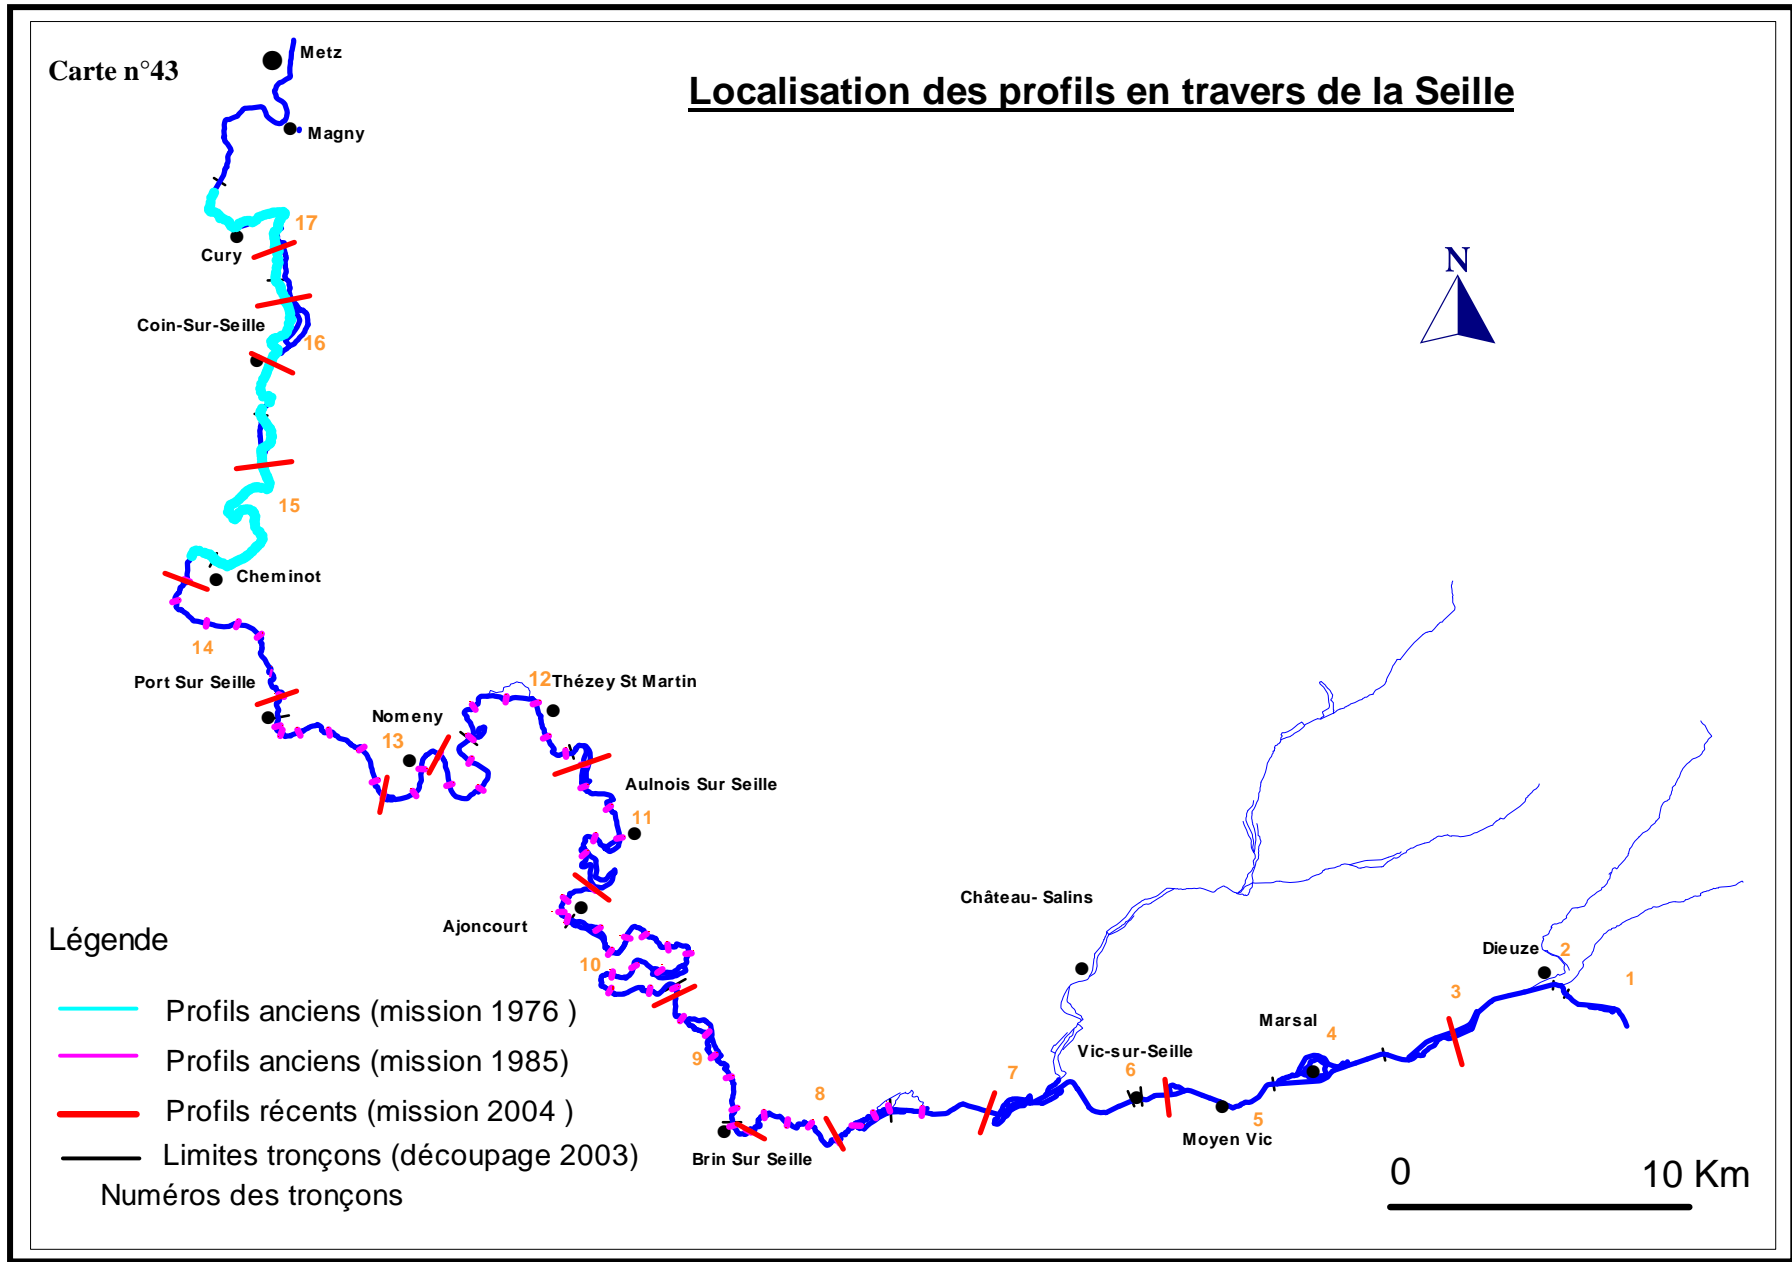 Carte n°43
Localisation des profils en travers de la Seille
Metz
Magny
17
Cury
N
Coin-Sur-Seille
16
15
Cheminot
14
Port Sur Seille
12
Thézey St Martin
Nomeny
13
Aulnois Sur Seille
11
Château- Salins
Ajoncourt
10
Dieuze
2
1
3
Marsal
4
Vic-sur-Seille
6
7
9
8
5
Moyen Vic
Brin Sur Seille
Légende
Profils anciens (mission 1976 )
Profils anciens (mission 1985)
Profils récents (mission 2004 )
Limites tronçons (découpage 2003)
Numéros des tronçons
0 10 Km